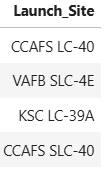 Launch_Site
CCAFS LC-40
VAFB SLC-4E
KSC LC-39A
CCAFS SLC-40